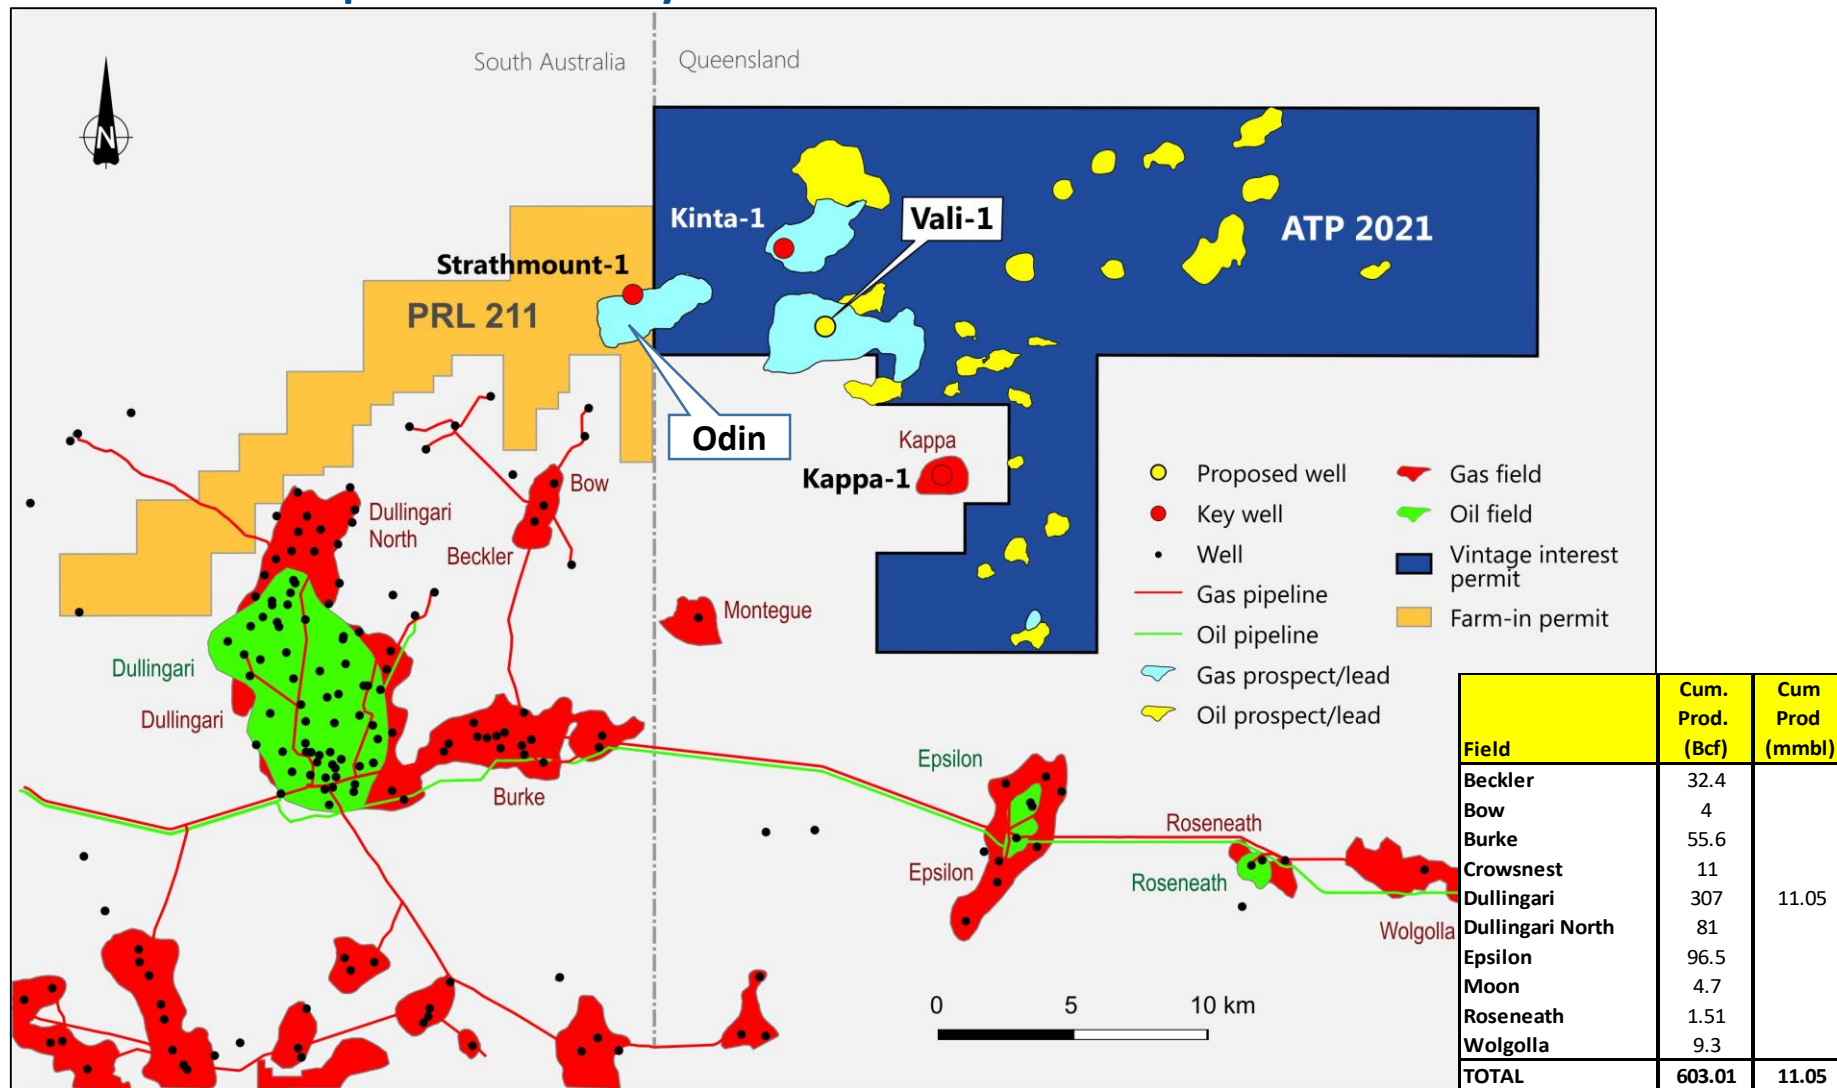 South Australia
Queensland
N
Kinta-1
Vali-1
ATP 2021
Strathmount-1
PRL 211
Odin
Kappa
Kappa-1
Bow
Dullingari
North
Beckler
Montegue
Dullingari
Dullingari
Burke
Epsilon
Epsilon
Roseneath
Roseneath
Wolgolla
Proposed well
Key well
Well
Gas pipeline
Oil pipeline
Gas prospect/lead
Oil prospect/lead
Gas field
Oil field
Vintage interest
permit
Farm-in permit
0 5 10 km
Field Cum. Prod. (Bcf) Cum Prod (mmbl)
Beckler 32.4
Bow 4
Burke 55.6
Crowsnest 11
Dullingari 307 11.05
Dullingari North 81
Epsilon 96.5
Moon 4.7
Roseneath 1.51
Wolgolla 9.3
TOTAL 603.01 11.05